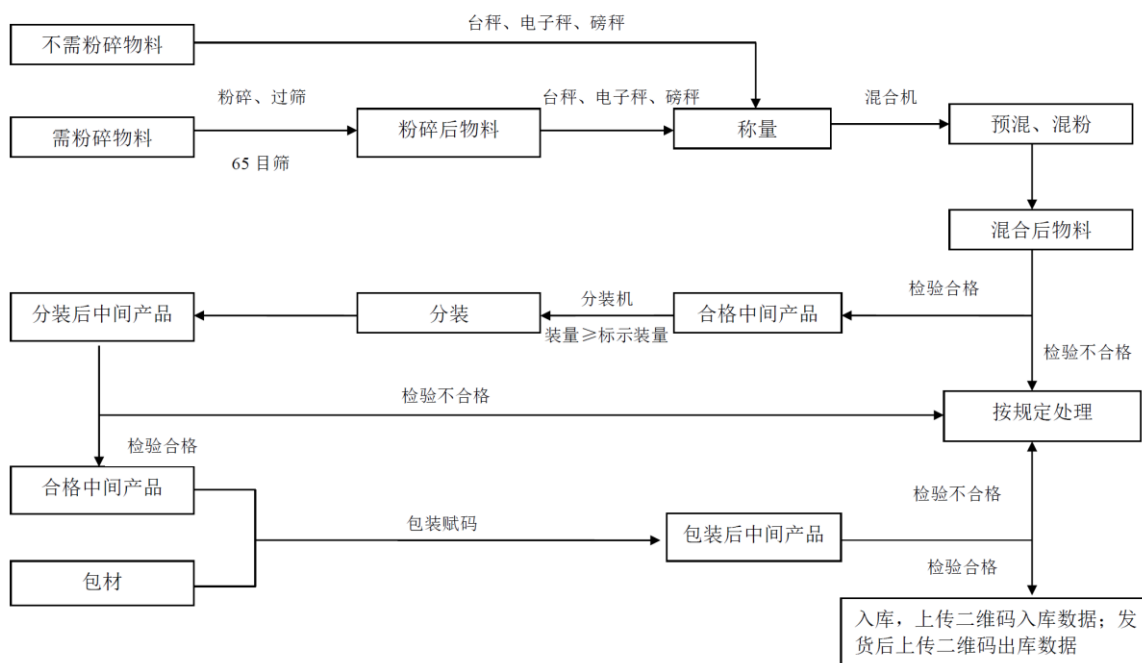 台秤、电子秤、磅秤
不需粉碎物料
粉碎、过筛
台秤、电子秤、磅秤
混合机
需粉碎物料
粉碎后物料
称量
预混、混粉
65 目筛
混合后物料
检验合格
分装后中间产品
分装
分装机
合格中间产品
装量≥标示装量
检验不合格
检验不合格
按规定处理
检验合格
合格中间产品
检验不合格
包装赋码
包装后中间产品
包材
检验合格
入库，上传二维码入库数据；发
货后上传二维码出库数据